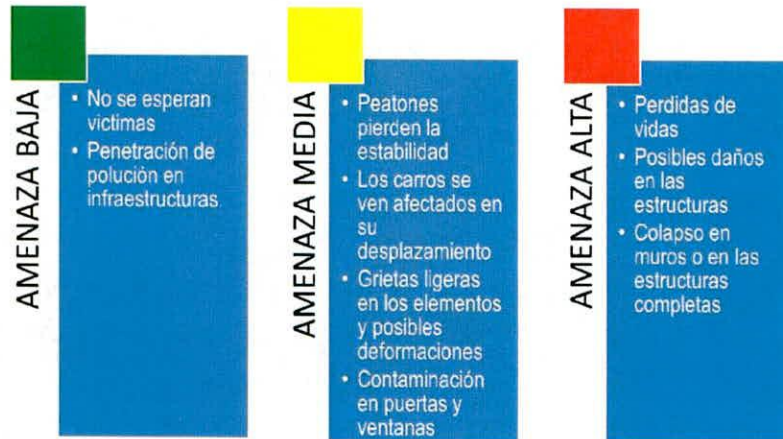 AMENAZA BAJA
• No se esperan
victimas
• Penetración de
polución en
infraestructuras
AMENAZA MEDIA
• Peatones
pierden la
estabilidad
• Los carros se
ven afectados en
su
desplazamiento
• Grietas ligeras
en los elementos
y posibles
deformaciones
• Contaminación
en puertas y
ventanas
AMENAZA ALTA
• Perdidas de
vidas
• Posibles daños
en las
estructuras
• Colapso en
muros o en las
estructuras
completas